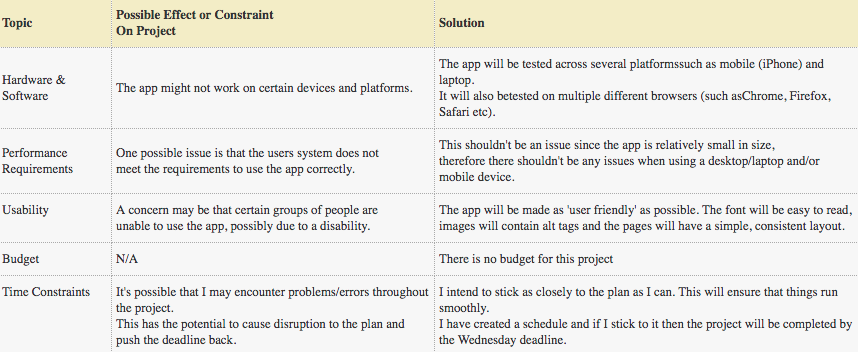 Topic
Possible Effect or Constraint
On Project
Solution
Hardware &
Software
The app might not work on certain devices and platforms.
The app will be tested across several platformssuch as mobile (iPhone) and
laptop.
It will also betested on multiple different browsers (such asChrome, Firefox,
Safari etc).
Performance
Requirements
One possible issue is that the users system does not
meet the requirements to use the app correctly.
This shouldn't be an issue since the app is relatively small in size,
therefore there shouldn't be any issues when using a desktop/laptop and/or
mobile device.
Usability
A concern may be that certain groups of people are
unable to use the app, possibly due to a disability.
The app will be made as 'user friendly' as possible. The font will be easy to read,
images will contain alt tags and the pages will have a simple, consistent layout.
Budget
N/A
There is no budget for this project
Time Constraints
It's possible that I may encounter problems/errors throughout
the project.
This has the potential to cause disruption to the plan and
push the deadline back.
I intend to stick as closely to the plan as I can. This will ensure that things run
smoothly.
I have created a schedule and if I stick to it then the project will be completed by
the Wednesday deadline.